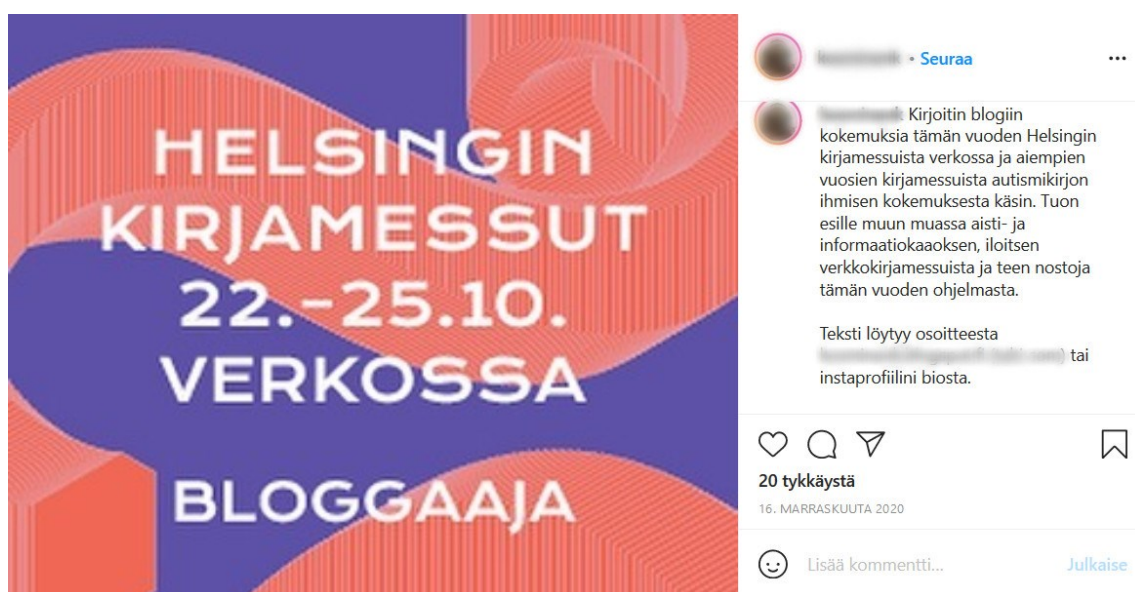 HELSINGIN
KIRJAMESSUT
22.-25.10.
VERKOSSA
BLOGGAAJA
• Seuraa
Kirjoitin blogiin
kokemuksia tämän vuoden Helsingin
kirjamessuista verkossa ja aiempien
vuosien kirjamessuista autismikirjon
ihmisen kokemuksesta käsin. Tuon
esille muun muassa aisti- ja
informaatiokaaoksen, iloitsen
verkkokirjamessuista ja teen nostoja
tämän vuoden ohjelmasta.
Teksti löytyy osoitteesta
tai
instaprofiilini biosta.
20 tykkäystä
16. MARRASKUUTA 2020
Lisää kommentti...
Julkaise